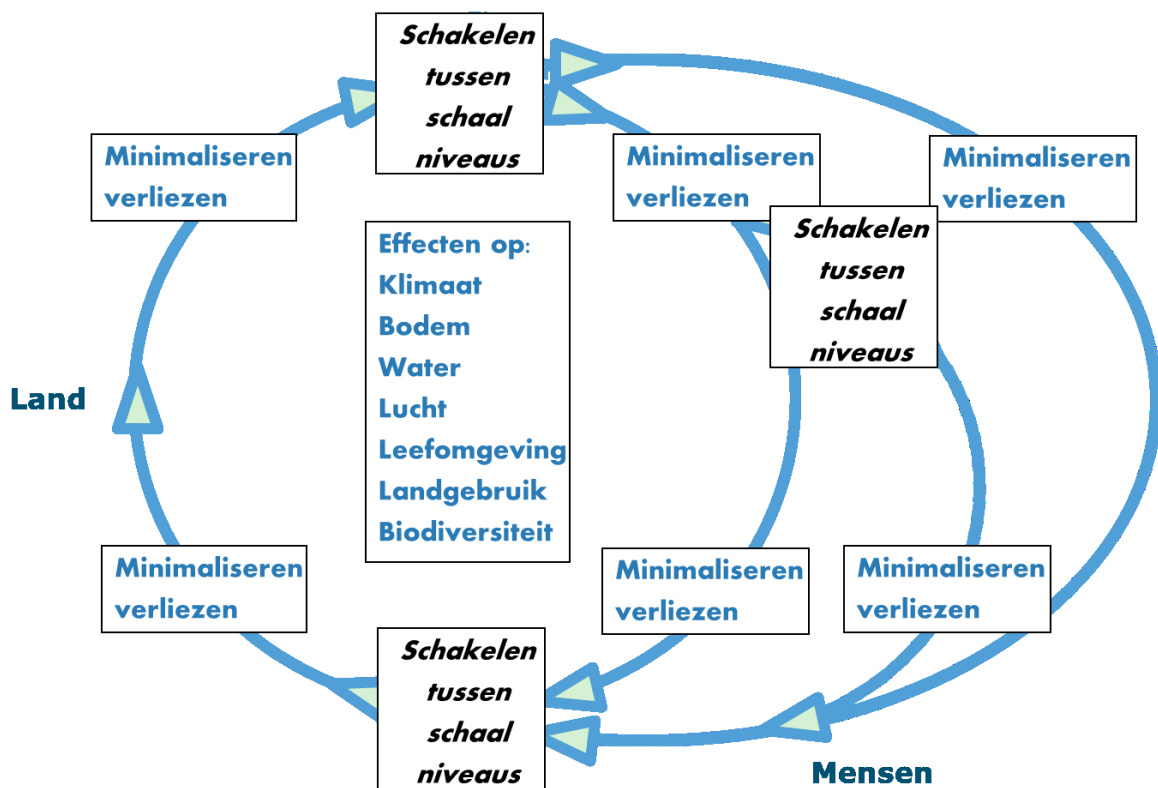 Schakelen
tussen
schaal
niveaus
Minimaliseren
verliezen
Minimaliseren
verliezen
Minimaliseren
verliezen
Schakelen
tussen
schaal
niveaus
Effecten op:
Klimaat
Bodem
Water
Lucht
Leefomgeving
Landgebruik
Biodiversiteit
Land
Minimaliseren
verliezen
Minimaliseren
verliezen
Minimaliseren
verliezen
Schakelen
tussen
schaal
niveaus
Mensen